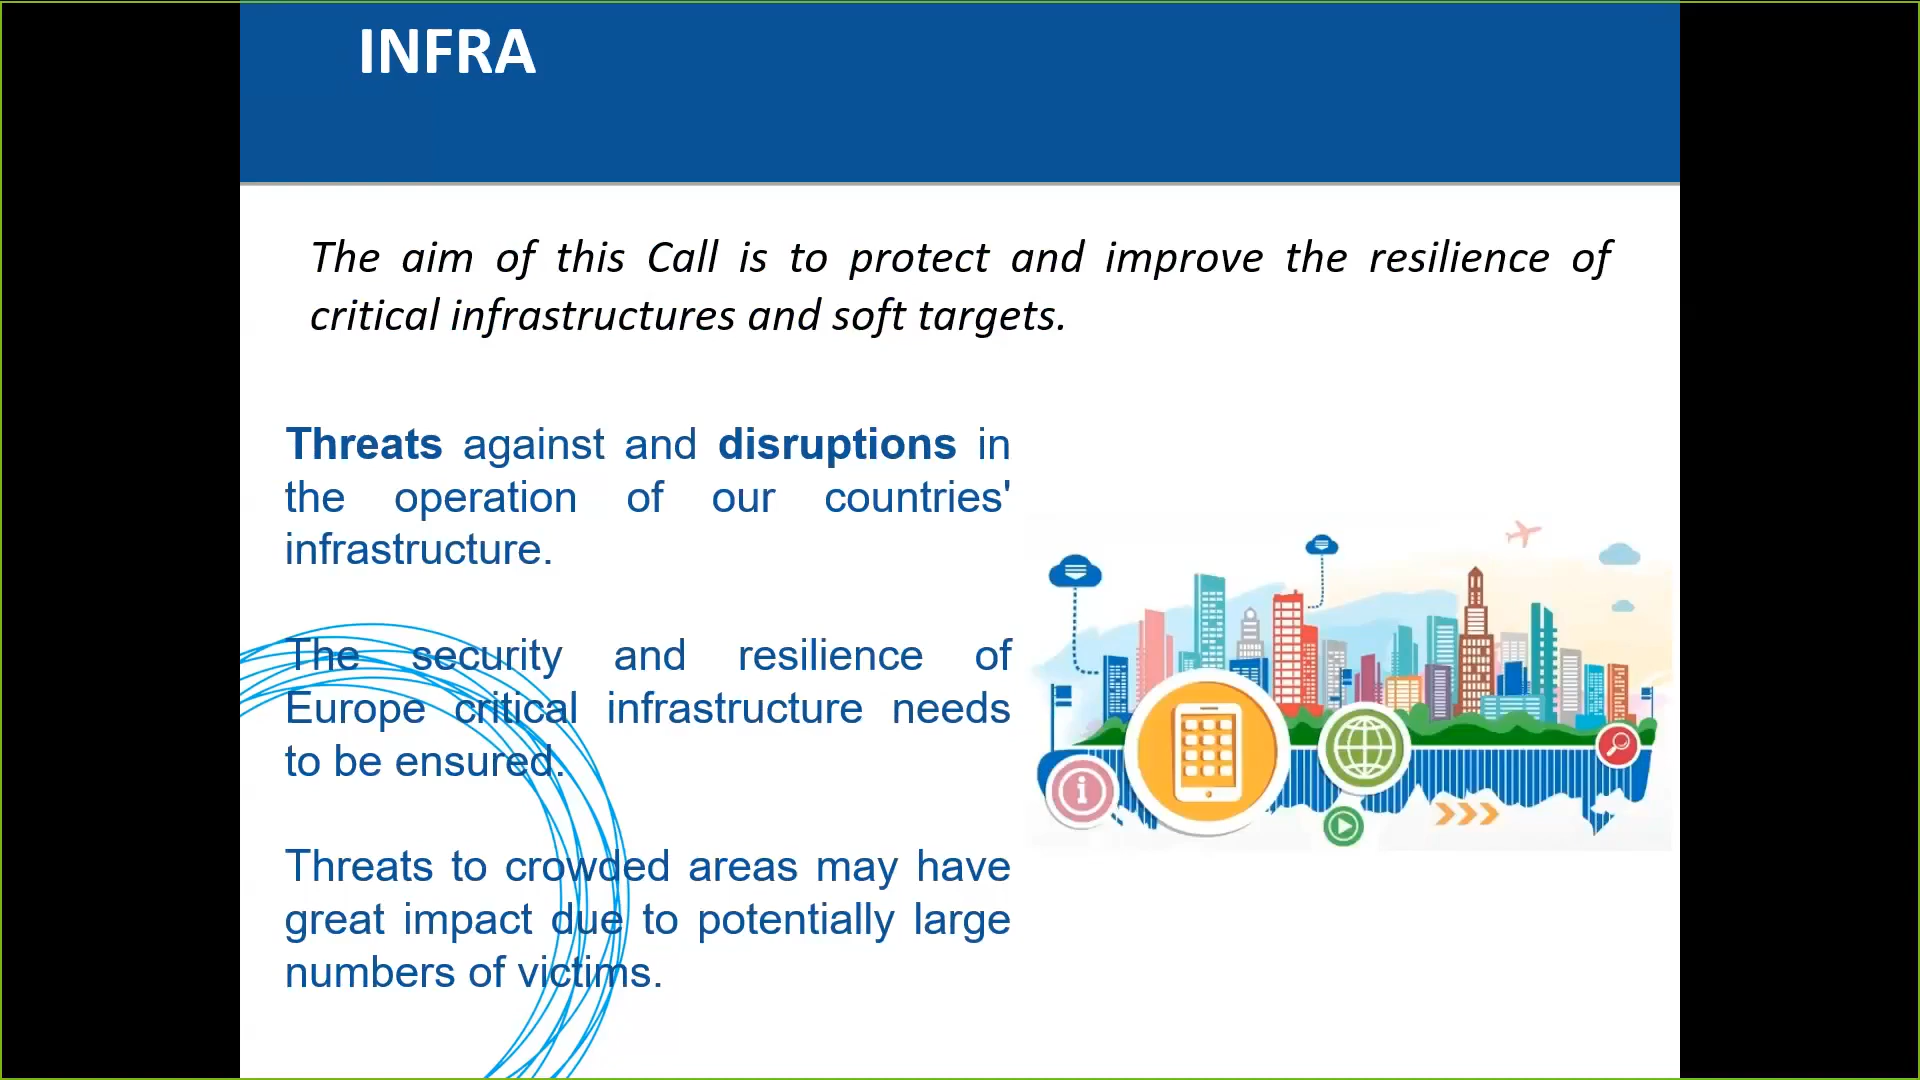 INFRA
The aim of this Call is to protect and improve the resilience of
critical infrastructures and soft targets.
Threats against and disruptions in
the operation of our countries'
infrastructure.
The security and resilience of
Europe critical infrastructure needs
to be ensured.
Threats to crowded areas may have
great impact due to potentially large
numbers of victims.
i